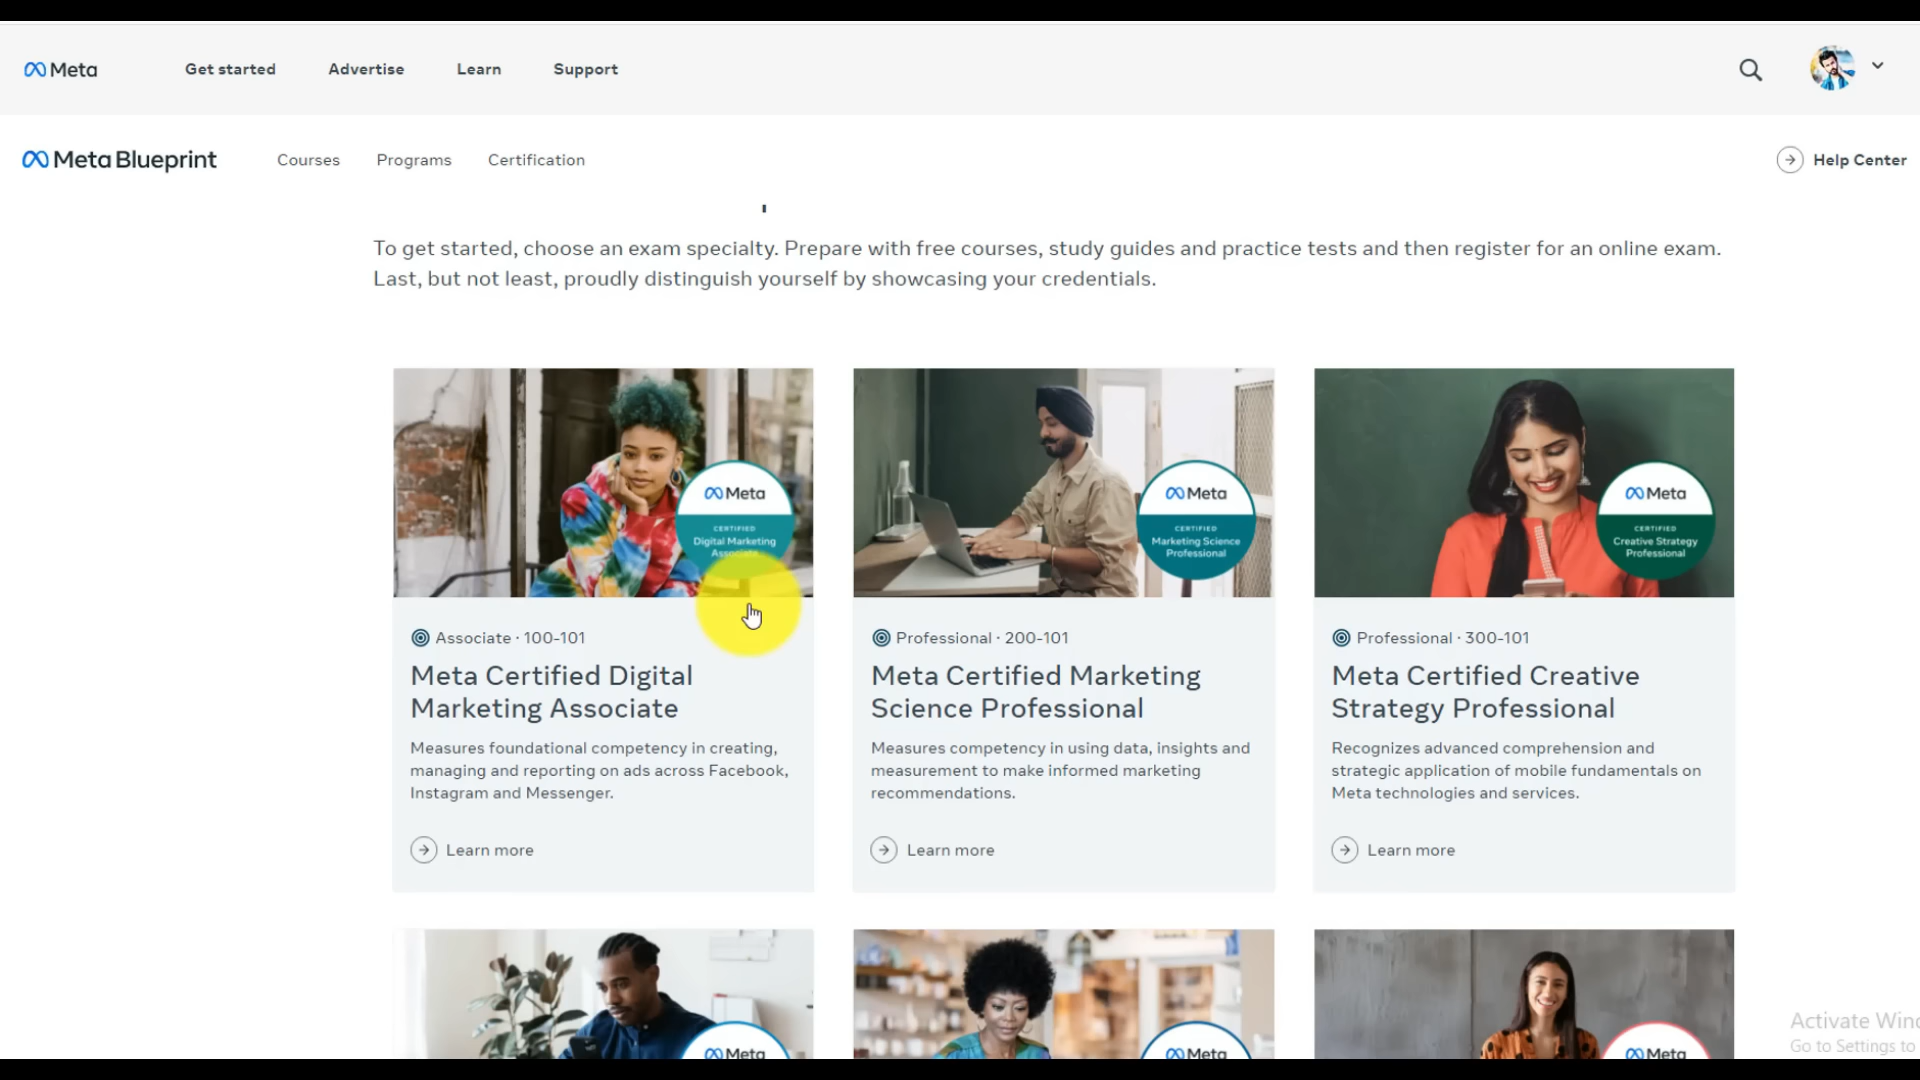 Meta
Get started
Advertise
Learn
Support
Meta Blueprint
Courses
Programs
Certification
Help Center
To get started, choose an exam specialty. Prepare with free courses, study guides and practice tests and then register for an online exam.
Last, but not least, proudly distinguish yourself by showcasing your credentials.
Meta
CERTIFIED
Digital Marketing
Associate
Meta
CERTIFIED
Marketing Science
Professional
Meta
CERTIFIED
Creative Strategy
Professional
Associate · 100-101
Meta Certified Digital
Marketing Associate
Measures foundational competency in creating,
managing and reporting on ads across Facebook,
Instagram and Messenger.
Learn more
Professional · 200-101
Meta Certified Marketing
Science Professional
Measures competency in using data, insights and
measurement to make informed marketing
recommendations.
Learn more
Professional · 300-101
Meta Certified Creative
Strategy Professional
Recognizes advanced comprehension and
strategic application of mobile fundamentals on
Meta technologies and services.
Learn more
Meta
Meta
Meta
Activate Win
Go to Settings to